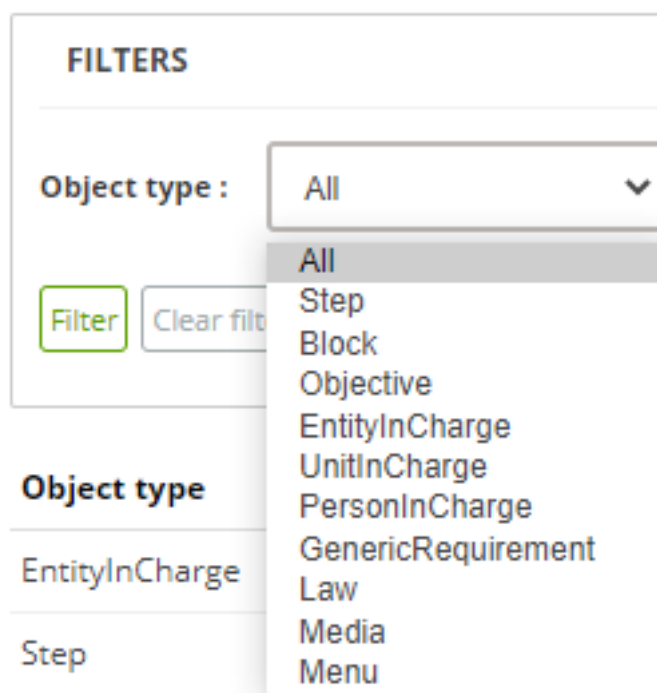 FILTERS
Object type :
All
All
Step
Filter
Block
Objective
EntityInCharge
UnitInCharge
Object type
PersonInCharge
GenericRequirement
EntityInCharge
Law
Media
Step
Menu